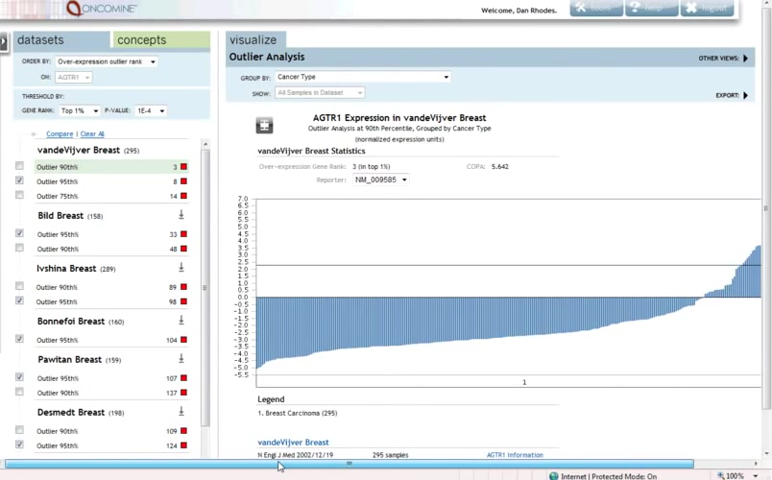 ONCOMINE
Welcome, Dan Rhodes.
logout
datasets
concepts
ORDER BY: Over-expression outlier rank
ON: AGTR1
THRESHOLD BY:
GENE RANK: Top 1% P-VALUE: 1E-4
Compare | Clear All
vandeVijver Breast (295)
Outlier 90th% 3
Outlier 95th% 8
Outlier 75th% 14
Bild Breast (158)
Outlier 95th% 33
Outlier 90th% 48
Ivshina Breast (289)
Outlier 90th% 89
Outlier 95th% 98
Bonnefoi Breast (160)
Outlier 95th% 104
Pawitan Breast (159)
Outlier 95th% 107
Outlier 90th% 137
Desmedt Breast (198)
Outlier 90th% 109
Outlier 95th% 124
visualize
Outlier Analysis
OTHER VIEWS:
GROUP BY: Cancer Type
SHOW: All Samples in Dataset
EXPORT:
AGTR1 Expression in vandeVijver Breast
Outlier Analysis at 90th Percentile, Grouped by Cancer Type
(normalized expression units)
vandeVijver Breast Statistics
Over-expression Gene Rank: 3 (in top 1%) COPA: 5.642
Reporter: NM_009585
7.0
6.5
6.0
5.5
5.0
4.5
4.0
3.5
3.0
2.5
2.0
1.5
1.0
0.5
0.0
-0.5
-1.0
-1.5
-2.0
-2.5
-3.0
-3.5
-4.0
-4.5
-5.0
-5.5
1
Legend
1. Breast Carcinoma (295)
vandeVijver Breast
N Engl J Med 2002/12/19 295 samples AGTR1 Information
Internet | Protected Mode: On
100%